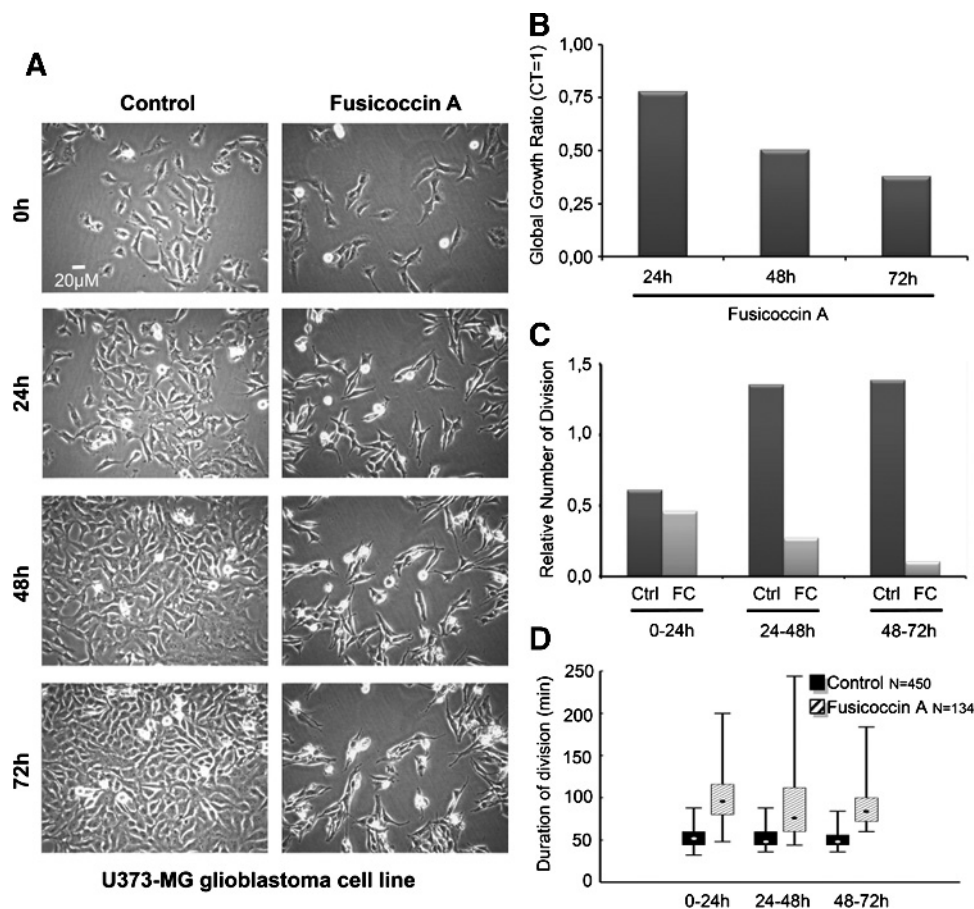 A
Control Fusicoccin A
0h
20µM
24h
48h
72h
U373-MG glioblastoma cell line
B
Global Growth Ratio (CT=1)
1,00
0,75
0,50
0,25
0,00
24h 48h 72h
Fusicoccin A
C
Relative Number of Division
1,5
1,0
0,5
0,0
Ctrl FC Ctrl FC Ctrl FC
0-24h 24-48h 48-72h
D
Duration of division (min)
250
200
150
100
50
0
Control N=450
Fusicoccin A N=134
0-24h 24-48h 48-72h